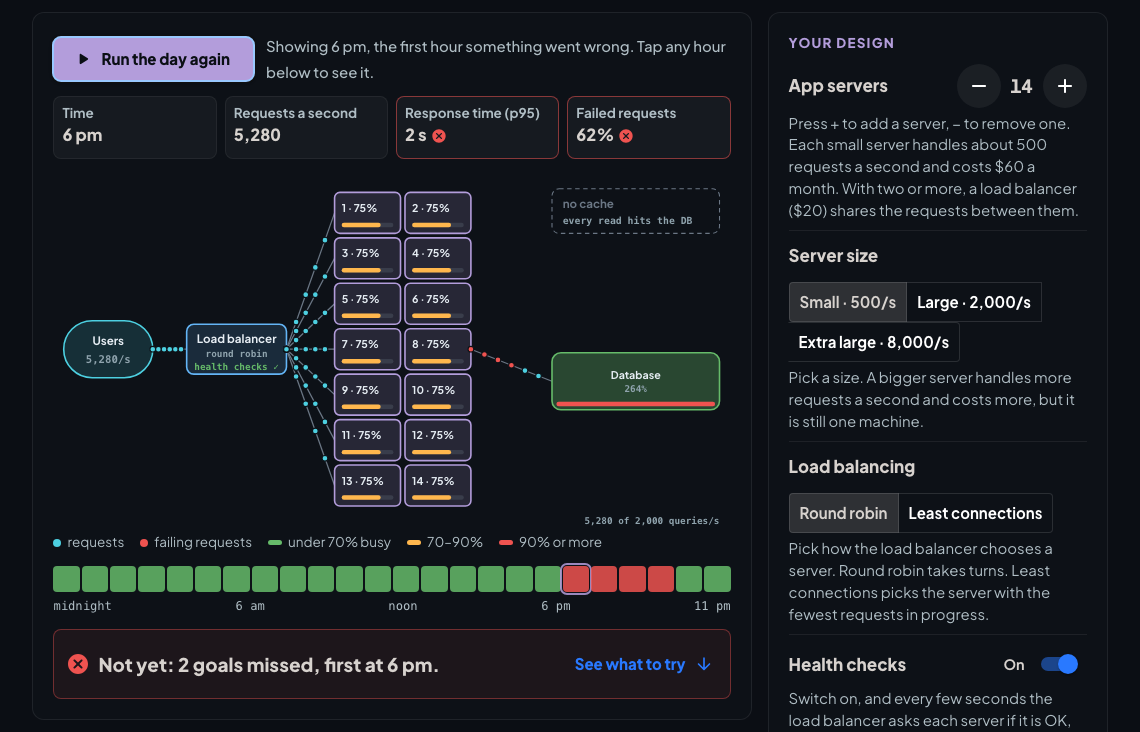 Run the day again
Showing 6 pm, the first hour something went wrong. Tap any hour
below to see it.
Time
6 pm
Requests a second
5,280
Response time (p95)
2 s
Failed requests
62%
1 · 75%
2 · 75%
3 · 75%
4 · 75%
5 · 75%
6 · 75%
7 · 75%
8 · 75%
9 · 75%
10 · 75%
11 · 75%
12 · 75%
13 · 75%
14 · 75%
no cache
every read hits the DB
Users
5,280/s
Load balancer
round robin
health checks ✓
Database
264%
5,280 of 2,000 queries/s
requests
failing requests
under 70% busy
70–90%
90% or more
midnight
6 am
noon
6 pm
11 pm
Not yet: 2 goals missed, first at 6 pm.
See what to try ↓
YOUR DESIGN
App servers
− 14 +
Press + to add a server, – to remove one.
Each small server handles about 500
requests a second and costs $60 a
month. With two or more, a load balancer
($20) shares the requests between them.
Server size
Small · 500/s
Large · 2,000/s
Extra large · 8,000/s
Pick a size. A bigger server handles more
requests a second and costs more, but it
is still one machine.
Load balancing
Round robin
Least connections
Pick how the load balancer chooses a
server. Round robin takes turns. Least
connections picks the server with the
fewest requests in progress.
Health checks
On
Switch on, and every few seconds the
load balancer asks each server if it is OK,